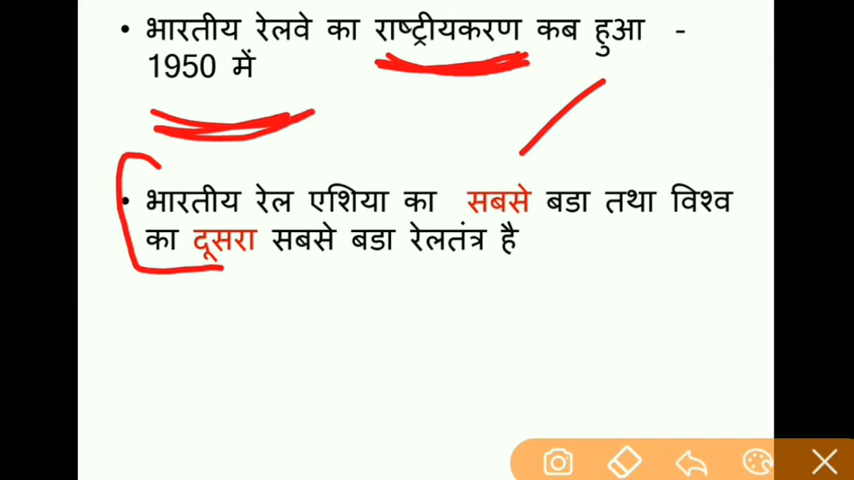 • भारतीय रेलवे का राष्ट्रीयकरण कब हुआ -
1950 में
• भारतीय रेल एशिया का सबसे बडा तथा विश्व
का दूसरा सबसे बडा रेलतंत्र है